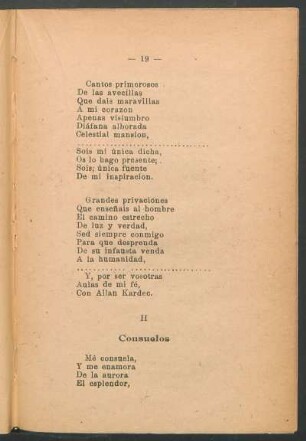 — 19 —
Cantos primorosos
De las avecillas
Que dais maravillas
A mi corazon
Apenas vislumbro
Diáfana alborada
Celestial mansion,
........................................
Sois mi única dicha,
Os lo hago presente;
Sois; única fuente
De mi inspiracion.
Grandes privaciones
Que enseñais al hombre
El camino estrecho
De luz y verdad,
Sed siempre conmigo
Para que desprenda
De su infausta venda
A la humanidad,
........................................
Y, por ser vosotras
Aulas de mi fé,
Con Allan Kardec.
II
Consuelos
Mé consuela,
Y me enamora
De la aurora
El esplendor,